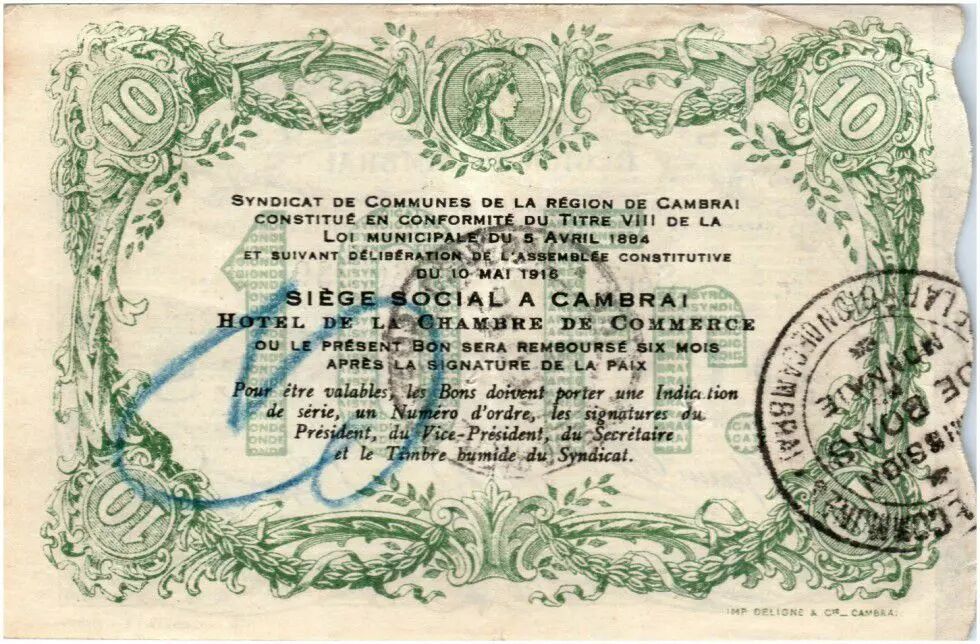 10
10
SYNDICAT DE COMMUNES DE LA RÉGION DE CAMBRAI
CONSTITUÉ EN CONFORMITÉ DU TITRE VIII DE LA
LOI MUNICIPALE DU 5 AVRIL 1884
ET SUIVANT DÉLIBÉRATION DE L'ASSEMBLÉE CONSTITUTIVE
DU 10 MAI 1916
SIÈGE SOCIAL A CAMBRAI
HOTEL DE LA CHAMBRE DE COMMERCE
OU LE PRÉSENT BON SERA REMBOURSÉ SIX MOIS
APRÈS LA SIGNATURE DE LA PAIX
Pour être valables, les Bons doivent porter une Indication
de série, un Numéro d'ordre, les signatures du
Président, du Vice-Président, du Secrétaire
et le Timbre humide du Syndicat.
10
10
BONS
IMP. DELIGNE & Cie_ CAMBRAI